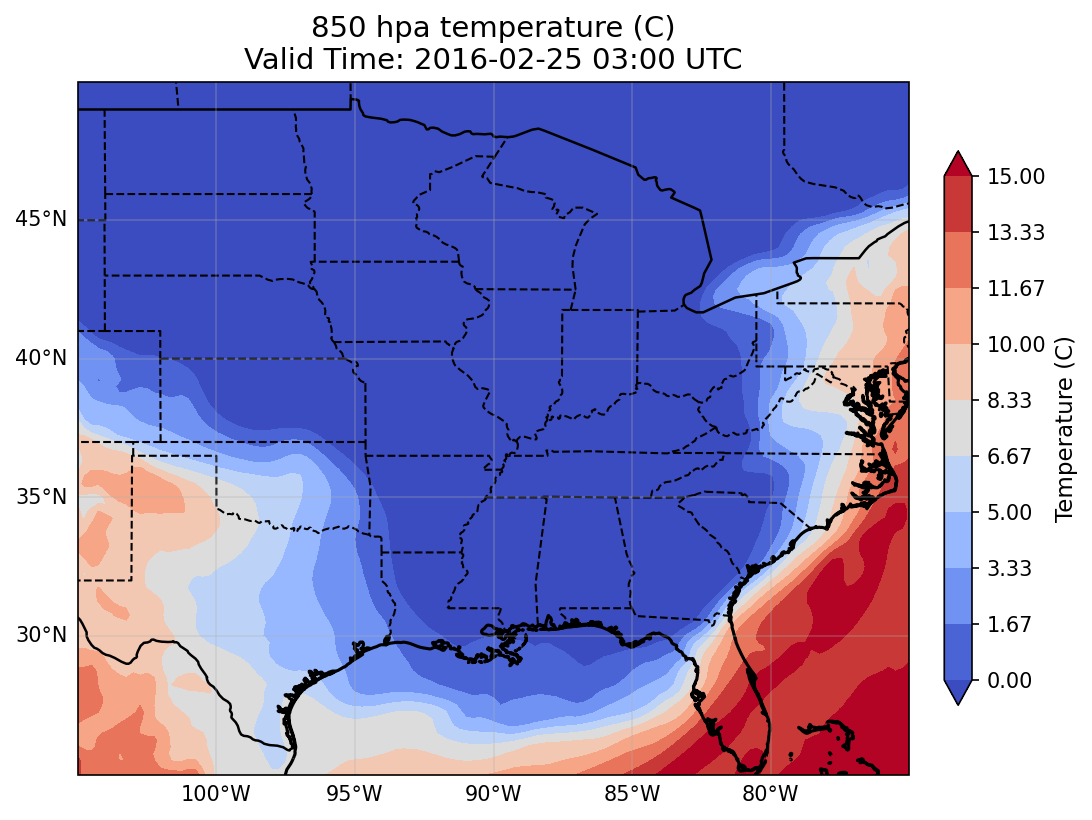 850 hpa temperature (C)
Valid Time: 2016-02-25 03:00 UTC
45°N
40°N
35°N
30°N
100°W
95°W
90°W
85°W
80°W
15.00
13.33
11.67
10.00
8.33
6.67
5.00
3.33
1.67
0.00
Temperature (C)